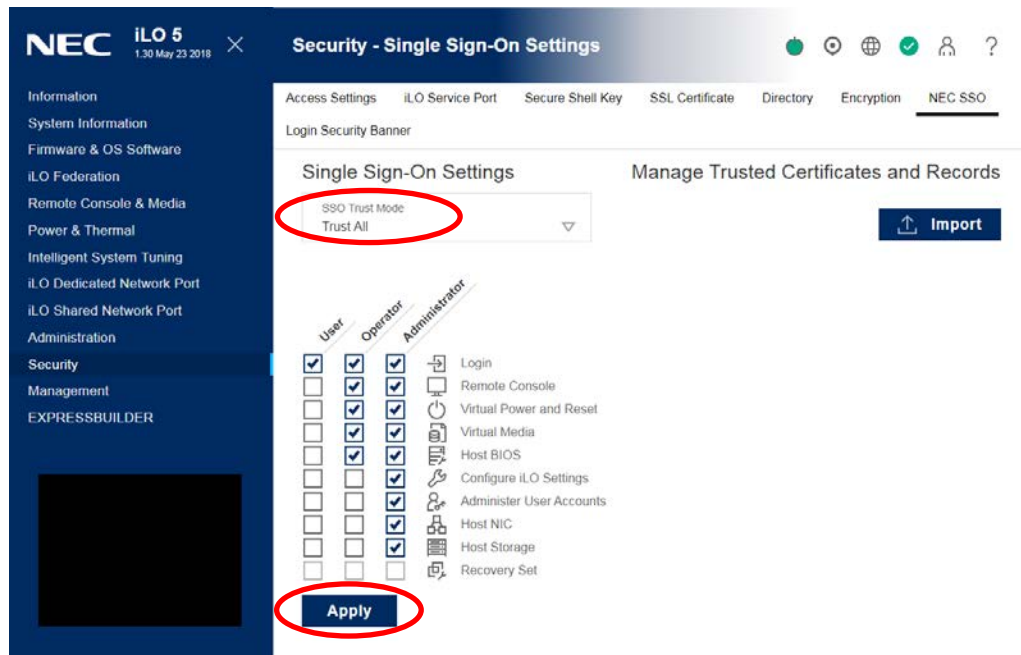 NEC iLO 5
1.30 May 23 2018
Security - Single Sign-On Settings
?
Information
System Information
Firmware & OS Software
iLO Federation
Remote Console & Media
Power & Thermal
Intelligent System Tuning
iLO Dedicated Network Port
iLO Shared Network Port
Administration
Security
Management
EXPRESSBUILDER
Access Settings iLO Service Port Secure Shell Key SSL Certificate Directory Encryption NEC SSO
Login Security Banner
Single Sign-On Settings Manage Trusted Certificates and Records
SSO Trust Mode
Trust All
Import
User Operator Administrator
Login
Remote Console
Virtual Power and Reset
Virtual Media
Host BIOS
Configure iLO Settings
Administer User Accounts
Host NIC
Host Storage
Recovery Set
Apply